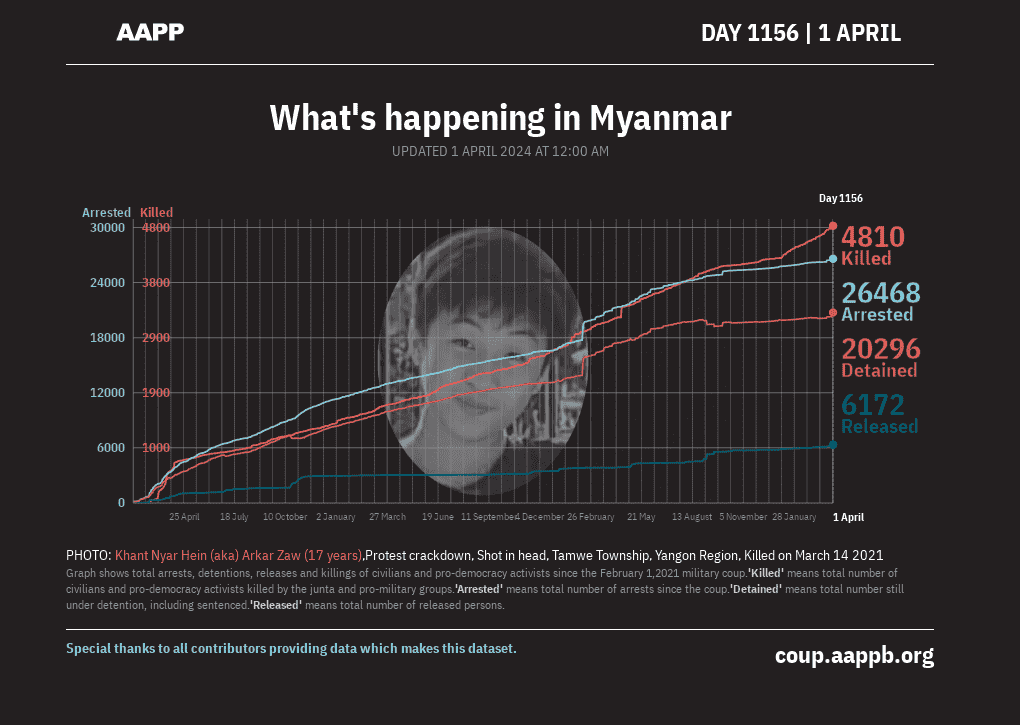 AAPP
DAY 1156 | 1 APRIL
What's happening in Myanmar
UPDATED 1 APRIL 2024 AT 12:00 AM
Day 1156
Arrested Killed
30000 4800
24000 3800
18000 2900
12000 1900
6000 1000
0
4810
Killed
26468
Arrested
20296
Detained
6172
Released
25 April 18 July 10 October 2 January 27 March 19 June 11 September 4 December 26 February 21 May 13 August 5 November 28 January 1 April
PHOTO: Khant Nyar Hein (aka) Arkar Zaw (17 years),Protest crackdown, Shot in head, Tamwe Township, Yangon Region, Killed on March 14 2021
Graph shows total arrests, detentions, releases and killings of civilians and pro-democracy activists since the February 1,2021 military coup.'Killed' means total number of
civilians and pro-democracy activists killed by the junta and pro-military groups.'Arrested' means total number of arrests since the coup.'Detained' means total number still
under detention, including sentenced.'Released' means total number of released persons.
Special thanks to all contributors providing data which makes this dataset.
coup.aappb.org